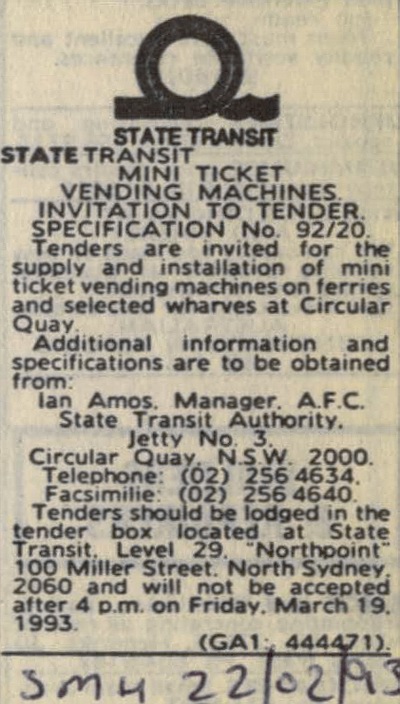 STATE TRANSIT
STATE TRANSIT
MINI TICKET
VENDING MACHINES.
INVITATION TO TENDER.
SPECIFICATION No. 92/20.
Tenders are invited for the
supply and installation of mini
ticket vending machines on ferries
and selected wharves at Circular
Quay.
Additional information and
specifications are to be obtained
from:
Ian Amos, Manager, A.F.C.
State Transit Authority,
Jetty No. 3,
Circular Quay, N.S.W. 2000.
Telephone: (02) 256 4634.
Facsimilie: (02) 256 4640.
Tenders should be lodged in the
tender box located at State
Transit, Level 29, "Northpoint"
100 Miller Street, North Sydney,
2060 and will not be accepted
after 4 p.m. on Friday, March 19,
1993.
(GA1:, 444471).
SMH 22/02/93